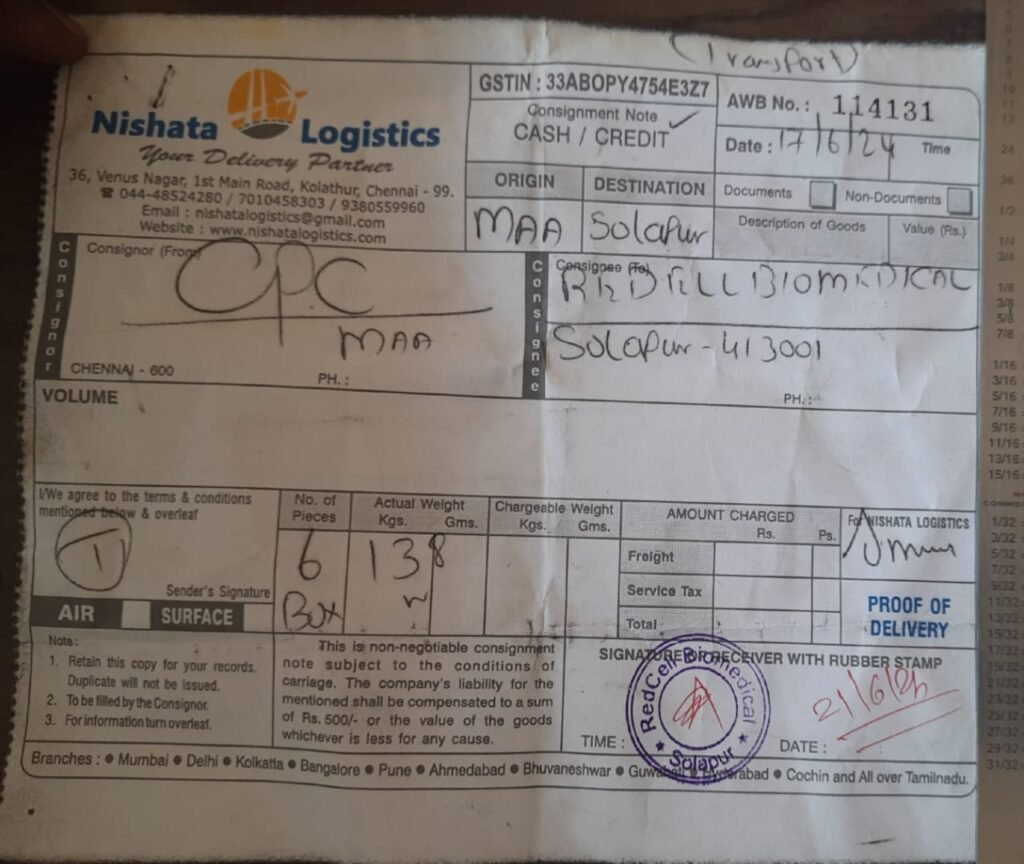 (Transport)
Nishata Logistics
Your Delivery Partner
36, Venus Nagar, 1st Main Road, Kolathur, Chennai - 99.
☎ 044-48524280 / 7010458303 / 9380559960
Email : nishatalogistics@gmail.com
Website : www.nishatalogistics.com
GSTIN : 33ABOPY4754E3Z7
Consignment Note ✓
CASH / CREDIT
AWB No. : 114131
Date : 17/6/24 Time
ORIGIN DESTINATION
MAA Solapur
Documents Non-Documents
Description of Goods Value (Rs.)
Consignor
Consignor (From)
CPC
MAA
CHENNAI - 600 PH. :
Consignee
Consignee (To)
BIOMEDICAL
Solapur - 413001
PH. :
VOLUME
I/We agree to the terms & conditions
mentioned below & overleaf
Sender's Signature
AIR SURFACE
No. of
Pieces
6
Box
Actual Weight
Kgs. Gms.
138
Chargeable Weight
Kgs. Gms.
AMOUNT CHARGED
Rs. Ps.
Freight
Service Tax
Total
For NISHATA LOGISTICS
PROOF OF
DELIVERY
Note :
1. Retain this copy for your records.
Duplicate will not be issued.
2. To be filled by the Consignor.
3. For information turn overleaf.
This is non-negotiable consignment
note subject to the conditions of
carriage. The company's liability for the
mentioned shall be compensated to a sum
of Rs. 500/- or the value of the goods
whichever is less for any cause.
SIGNATURE OF RECEIVER WITH RUBBER STAMP
RedCell Biomedical
★ Solapur ★
21/6/24
TIME : DATE :
Branches : ● Mumbai ● Delhi ● Kolkatta ● Bangalore ● Pune ● Ahmedabad ● Bhuvaneshwar ● Guwahati ● Hyderabad ● Cochin and All over Tamilnadu.